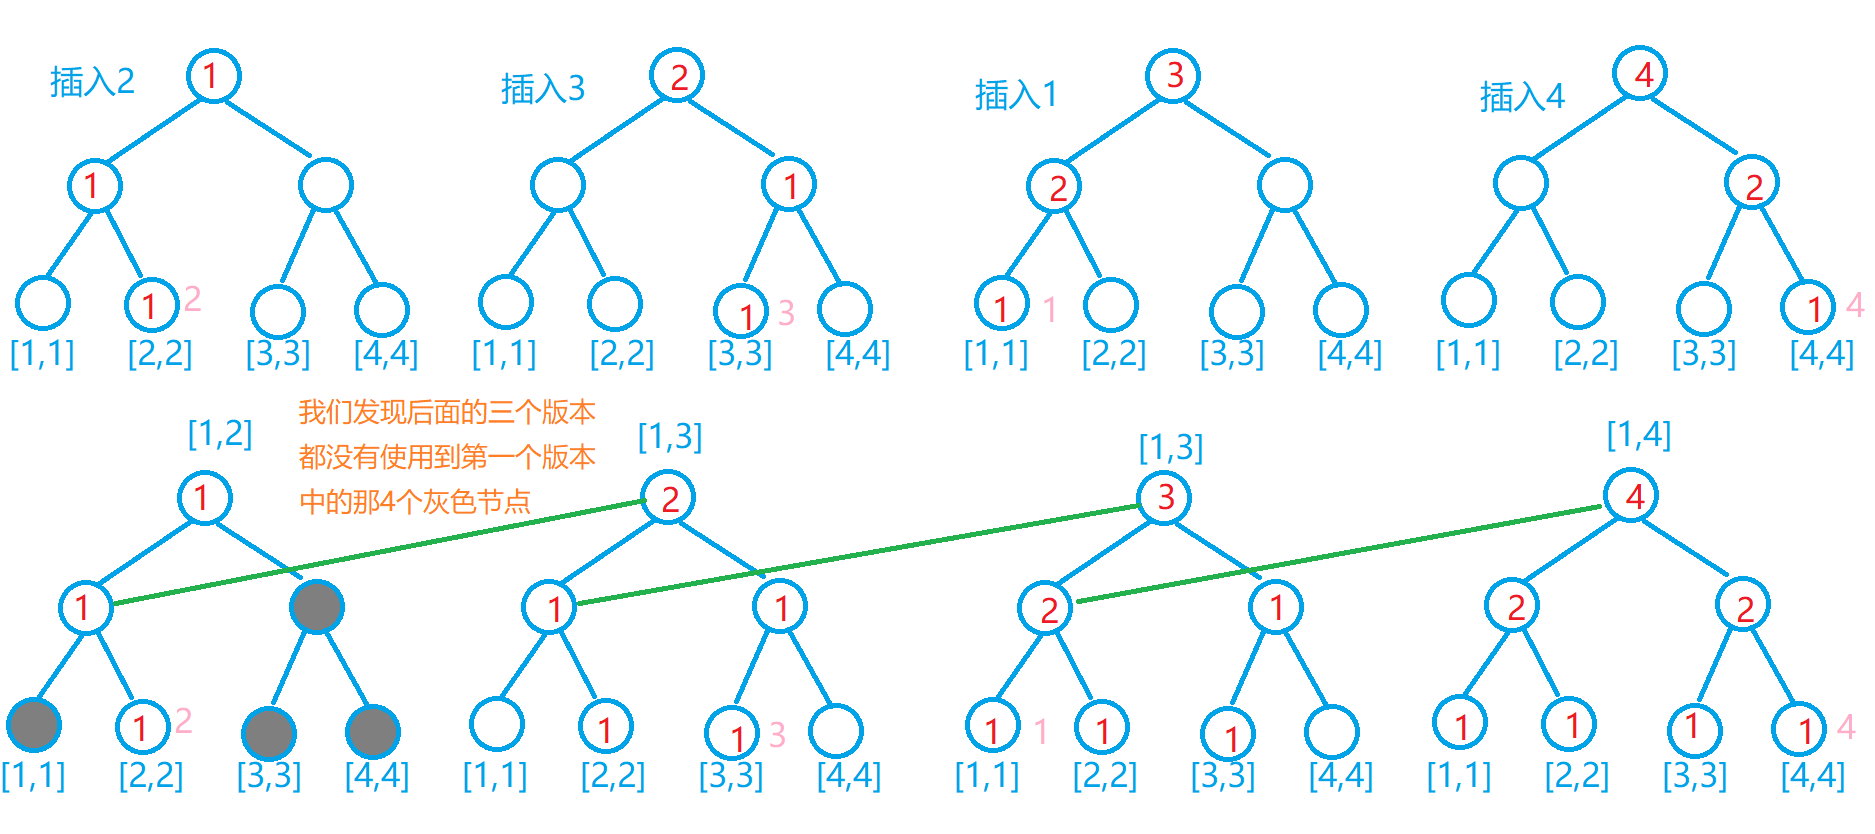 插入2
1
1
1 2
[1,1] [2,2] [3,3] [4,4]
插入3
2
1
1 3
[1,1] [2,2] [3,3] [4,4]
插入1
3
2
1 1
[1,1] [2,2] [3,3] [4,4]
插入4
4
2
1 4
[1,1] [2,2] [3,3] [4,4]
我们发现后面的三个版本
都没有使用到第一个版本
中的那4个灰色节点
[1,2]
1
1
1 2
[1,1] [2,2] [3,3] [4,4]
[1,3]
2
1 1
1 1 3
[1,1] [2,2] [3,3] [4,4]
[1,3]
3
2 1
1 1 1 1
[1,1] [2,2] [3,3] [4,4]
[1,4]
4
2 2
1 1 1 1 4
[1,1] [2,2] [3,3] [4,4]